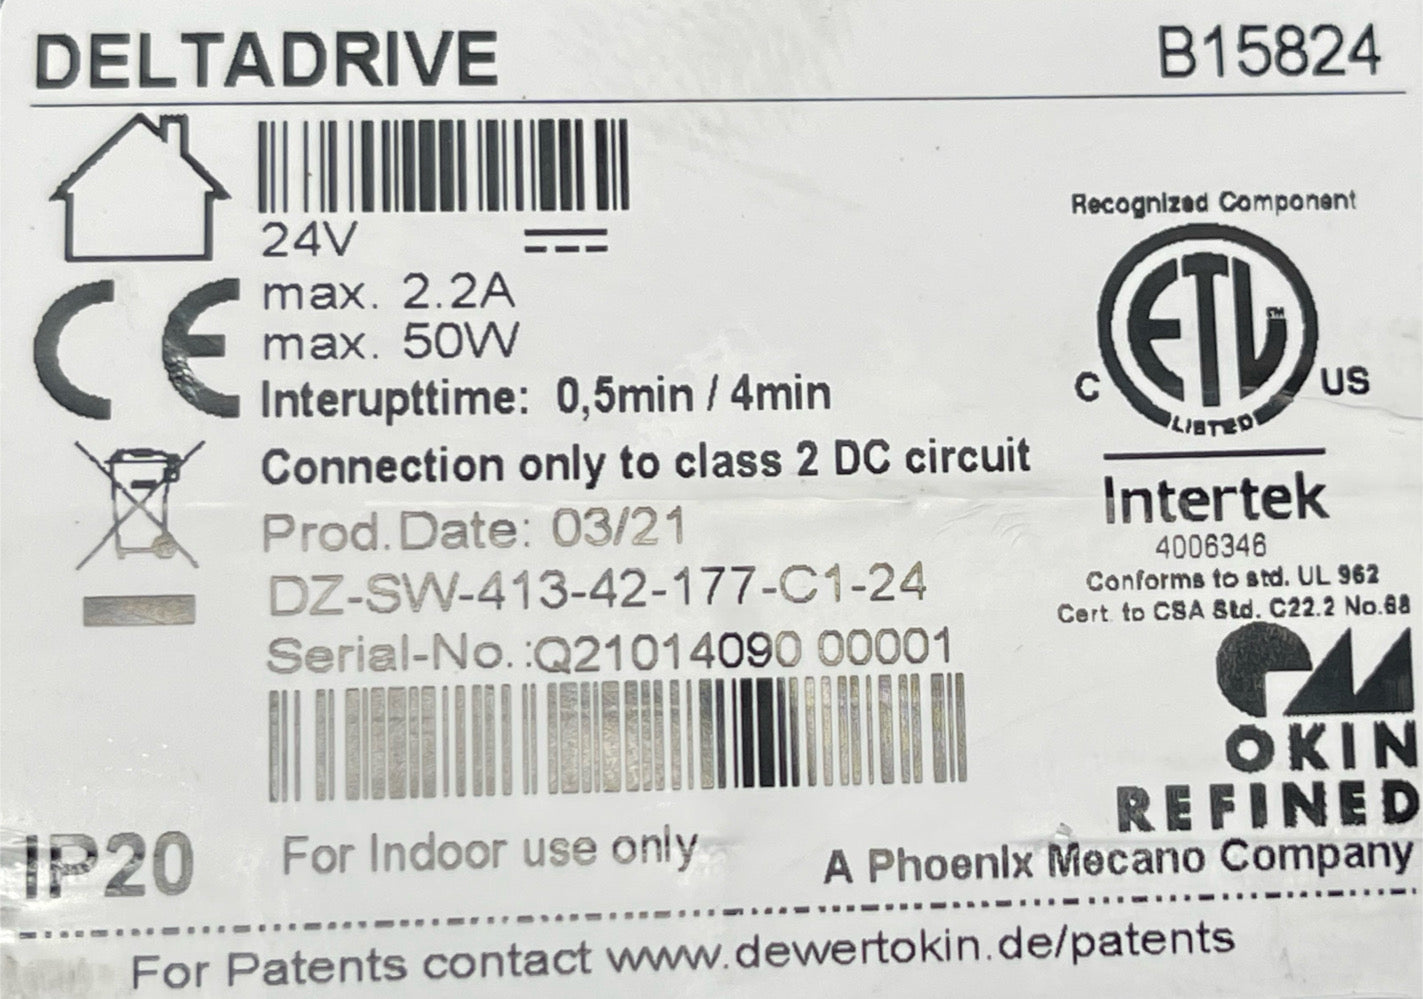 DELTADRIVE B15824
24V
max. 2.2A
max. 50W
Interupttime: 0,5min / 4min
Connection only to class 2 DC circuit
Prod.Date: 03/21
DZ-SW-413-42-177-C1-24
Serial-No.:Q21014090 00001
Recognized Component
ETL
TM
C US
LISTED
Intertek
4006346
Conforms to std. UL 962
Cert. to CSA Std. C22.2 No.68
OKIN
REFINED
IP20 For Indoor use only
A Phoenix Mecano Company
For Patents contact www.dewertokin.de/patents
CE